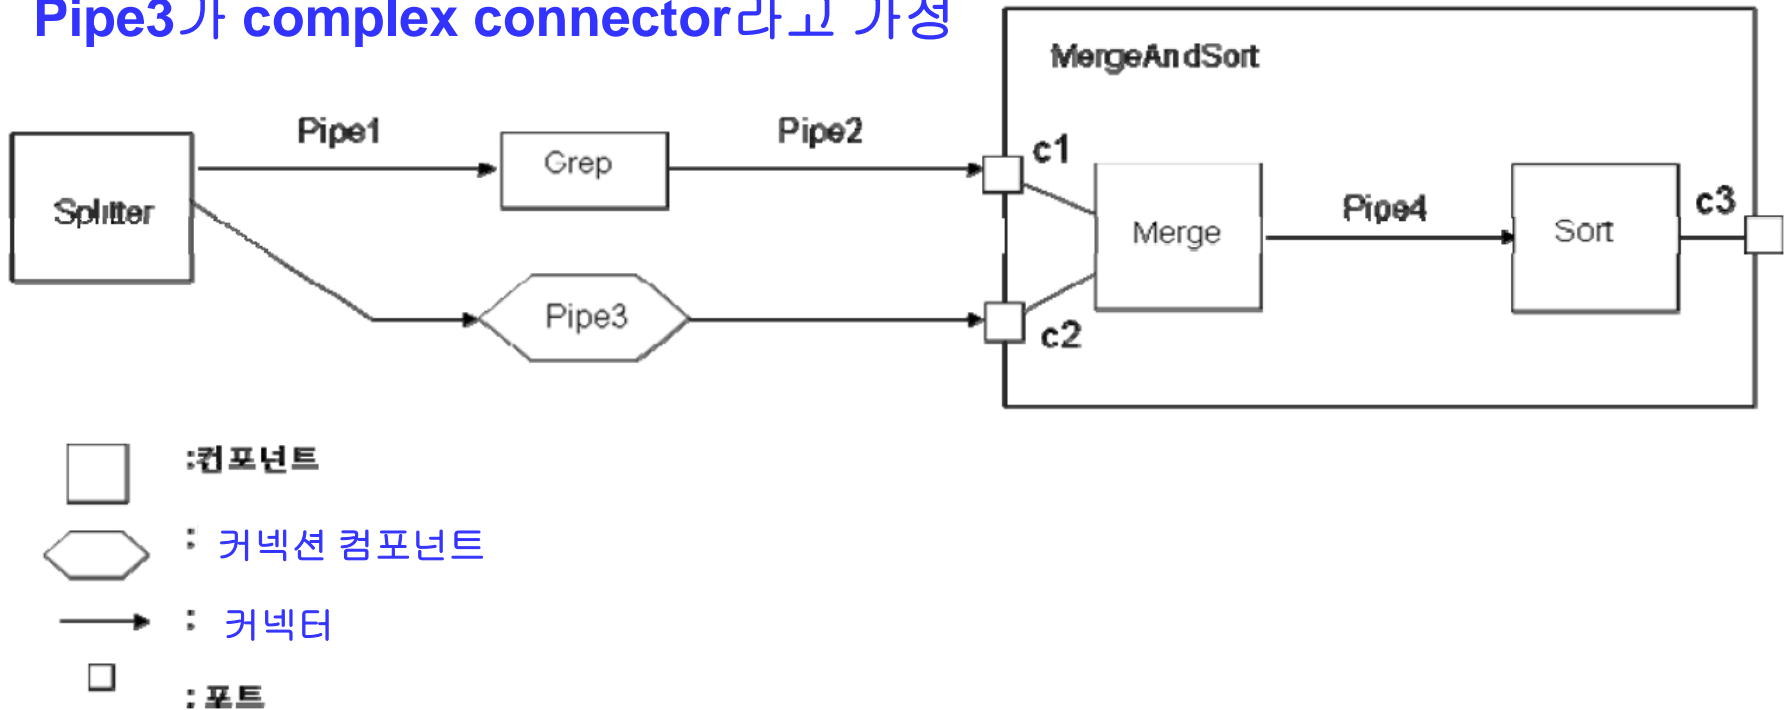 Pipe3가 complex connector라고 가정
MergeAndSort
Pipe1
Pipe2
c1
Grep
Splitter
Merge
Pipe4
Sort
c3
Pipe3
c2
:컨포넌트
: 커넥션 컴포넌트
: 커넥터
: 포트